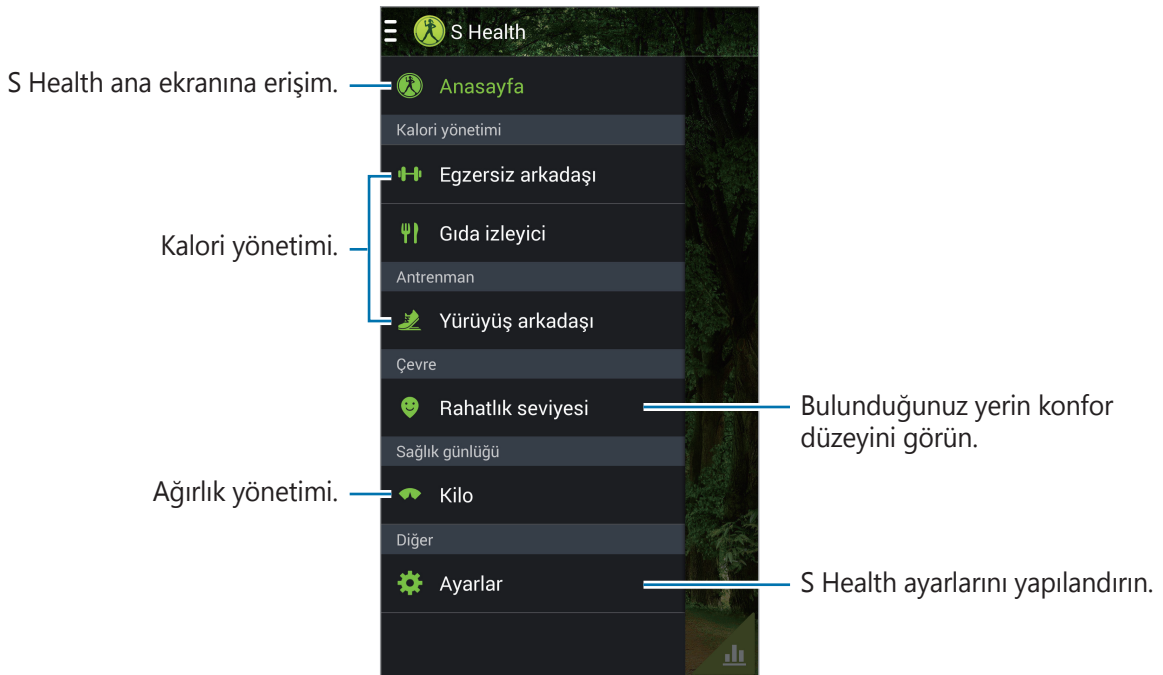 S Health
S Health ana ekranına erişim.
Anasayfa
Kalori yönetimi
Egzersiz arkadaşı
Kalori yönetimi.
Gıda izleyici
Antrenman
Yürüyüş arkadaşı
Çevre
Rahatlık seviyesi
Bulunduğunuz yerin konfor
düzeyini görün.
Sağlık günlüğü
Ağırlık yönetimi.
Kilo
Diğer
Ayarlar
S Health ayarlarını yapılandırın.